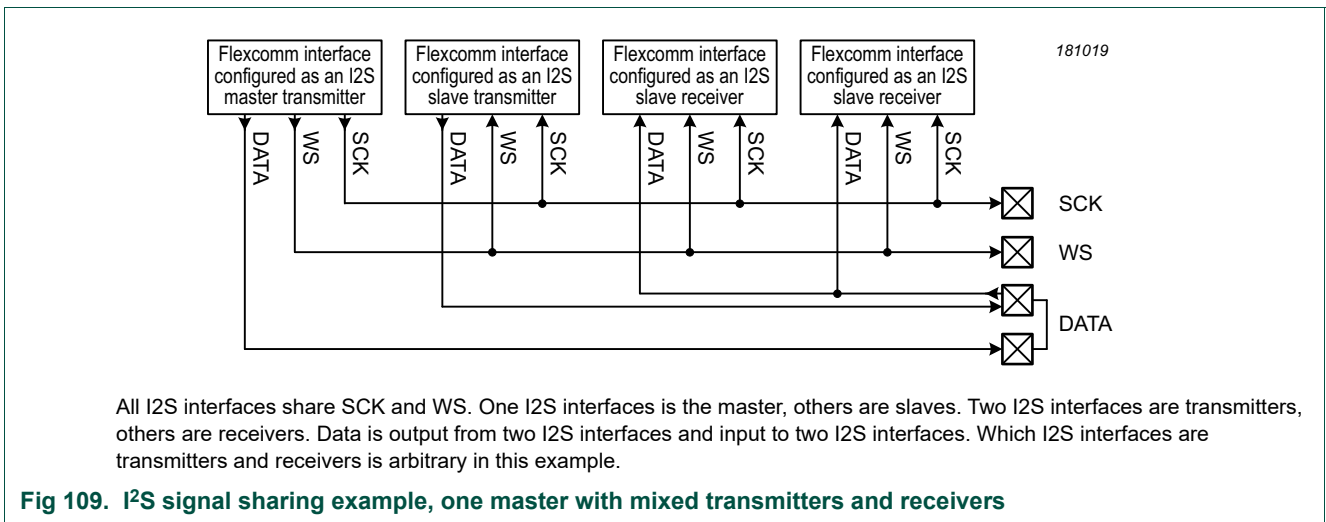 Flexcomm interface
configured as an I2S
master transmitter
Flexcomm interface
configured as an I2S
slave transmitter
Flexcomm interface
configured as an I2S
slave receiver
Flexcomm interface
configured as an I2S
slave receiver
181019
DATA
WS
SCK
DATA
WS
SCK
DATA
WS
SCK
DATA
WS
SCK
SCK
WS
DATA
All I2S interfaces share SCK and WS. One I2S interfaces is the master, others are slaves. Two I2S interfaces are transmitters,
others are receivers. Data is output from two I2S interfaces and input to two I2S interfaces. Which I2S interfaces are
transmitters and receivers is arbitrary in this example.
Fig 109. I²S signal sharing example, one master with mixed transmitters and receivers